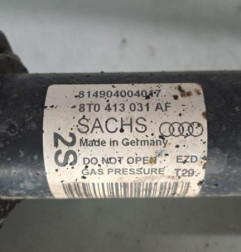 814904004017
8T0 413 031 AF
SACHS
Made in Germany
2S
DO NOT OPEN EZD
GAS PRESSURE T29